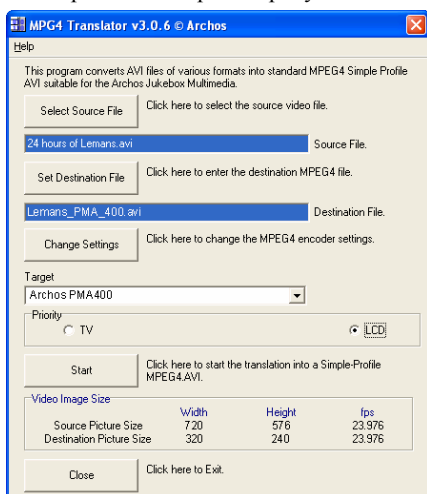 MPG4 Translator v3.0.6 © Archos
Help
This program converts AVI files of various formats into standard MPEG4 Simple Profile
AVI suitable for the Archos Jukebox Multimedia.
Select Source File
Click here to select the source video file.
24 hours of Lemans.avi
Source File.
Set Destination File
Click here to enter the destination MPEG4 file.
Lemans_PMA_400.avi
Destination File.
Change Settings
Click here to change the MPEG4 encoder settings.
Target
Archos PMA400
Priority
TV
LCD
Start
Click here to start the translation into a Simple-Profile
MPEG4.AVI.
Video Image Size
Width Height fps
Source Picture Size 720 576 23.976
Destination Picture Size 320 240 23.976
Close
Click here to Exit.